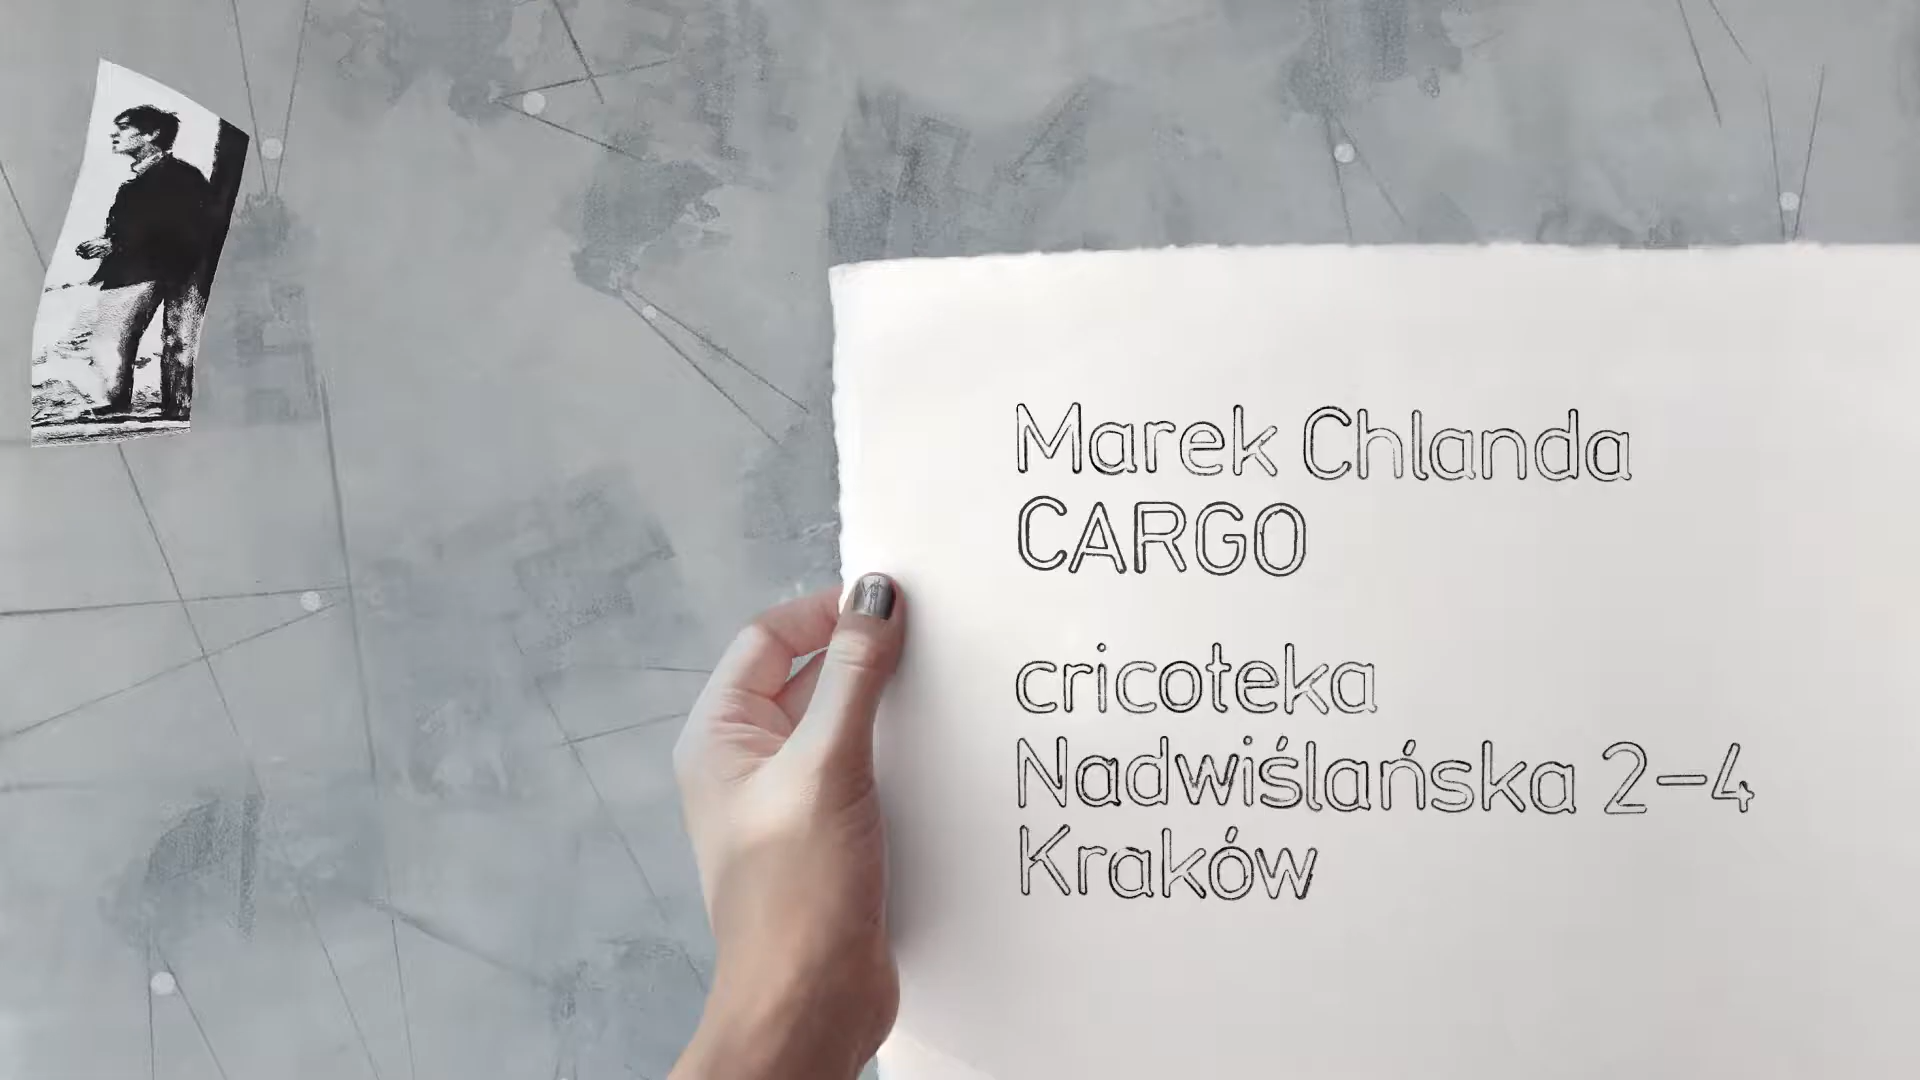 Marek Chlanda
CARGO
cricoteka
Nadwiślańska 2–4
Kraków